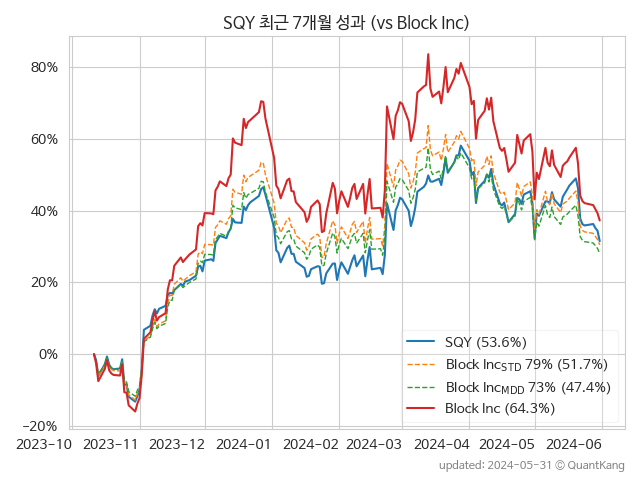 SQY 최근 7개월 성과 (vs Block Inc)
80%
60%
40%
20%
0%
−20%
SQY (53.6%)
Block IncSTD 79% (51.7%)
Block IncMDD 73% (47.4%)
Block Inc (64.3%)
2023-10 2023-11 2023-12 2024-01 2024-02 2024-03 2024-04 2024-05 2024-06
updated: 2024-05-31 © QuantKang